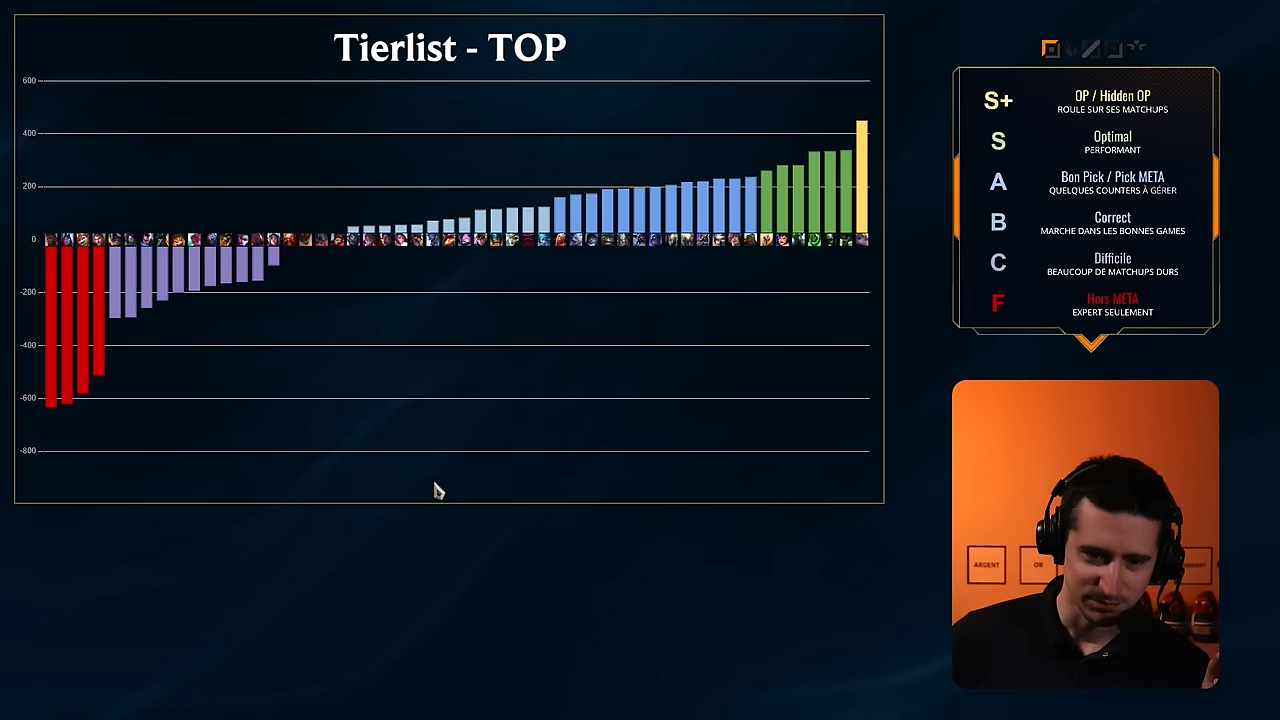 Tierlist - TOP
600
400
200
0
-200
-400
-600
-800
S+
OP / Hidden OP
ROULE SUR SES MATCHUPS
S
Optimal
PERFORMANT
A
Bon Pick / Pick META
QUELQUES COUNTERS À GÉRER
B
Correct
MARCHE DANS LES BONNES GAMES
C
Difficile
BEAUCOUP DE MATCHUPS DURS
F
Hors META
EXPERT SEULEMENT
ARGENT
OR